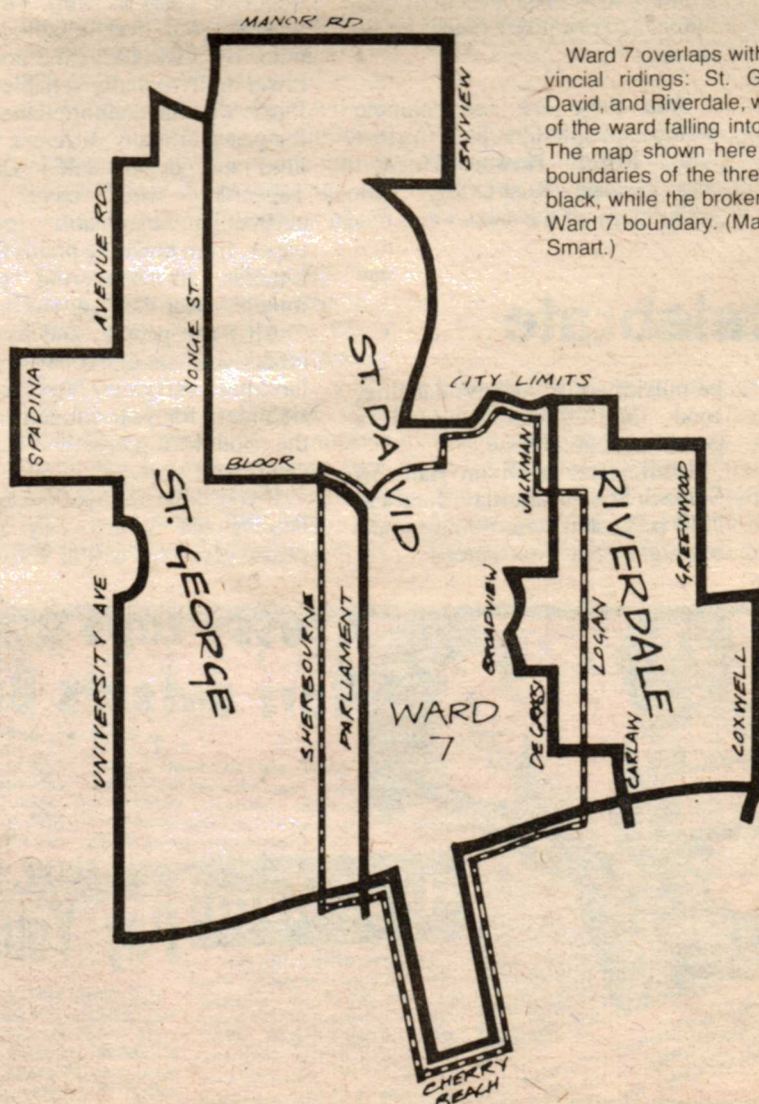 MANOR RD
Ward 7 overlaps with
vincial ridings: St. G
David, and Riverdale, w
of the ward falling into
The map shown here
boundaries of the thre
black, while the broken
Ward 7 boundary. (Ma
Smart.)
BAYVIEW
AVENUE RD.
YONGE ST
SPADINA
ST. DAVID
CITY LIMITS
BLOOR
JACKMAN
RIVERDALE
GREENWOOD
ST. GEORGE
UNIVERSITY AVE
SHERBOURNE
PARLIAMENT
BROADVIEW
LOGAN
WARD
7
DEGRASSI
CARLAW
COXWELL
CHERRY
BEACH